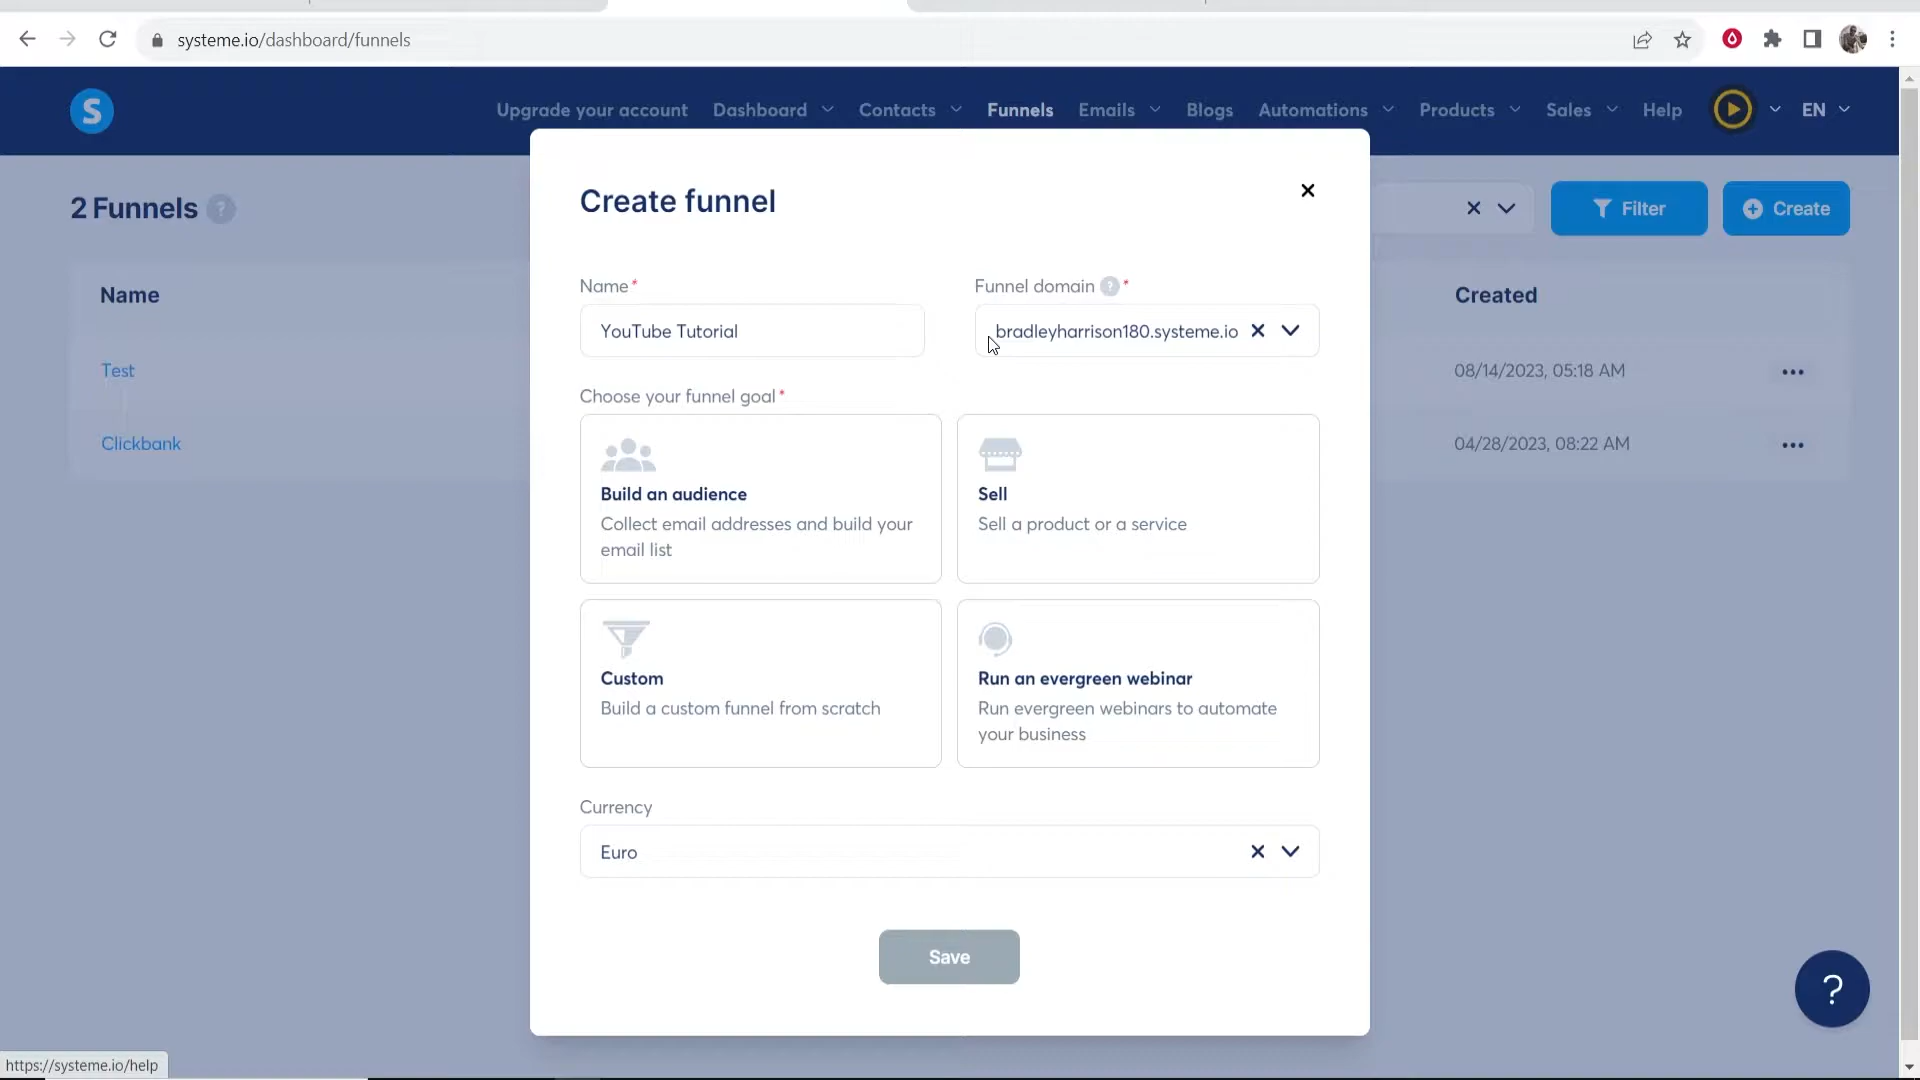 systeme.io/dashboard/funnels
S
Upgrade your account Dashboard Contacts Funnels Emails Blogs Automations Products Sales Help EN
2 Funnels ?
Filter
Create
Create funnel
Name*
Funnel domain ? *
YouTube Tutorial
bradleyharrison180.systeme.io
Choose your funnel goal*
Build an audience
Collect email addresses and build your
email list
Sell
Sell a product or a service
Custom
Build a custom funnel from scratch
Run an evergreen webinar
Run evergreen webinars to automate
your business
Currency
Euro
Save
Name
Created
Test
08/14/2023, 05:18 AM
Clickbank
04/28/2023, 08:22 AM
?
https://systeme.io/help